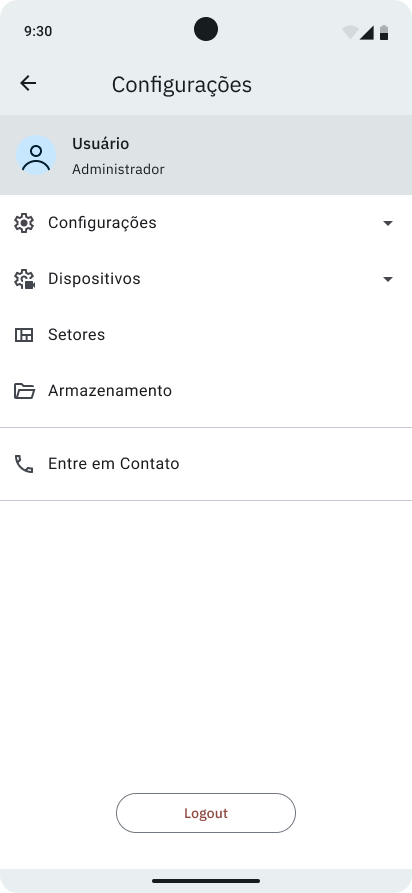 9:30
Configurações
Usuário
Administrador
Configurações
Dispositivos
Setores
Armazenamento
Entre em Contato
Logout